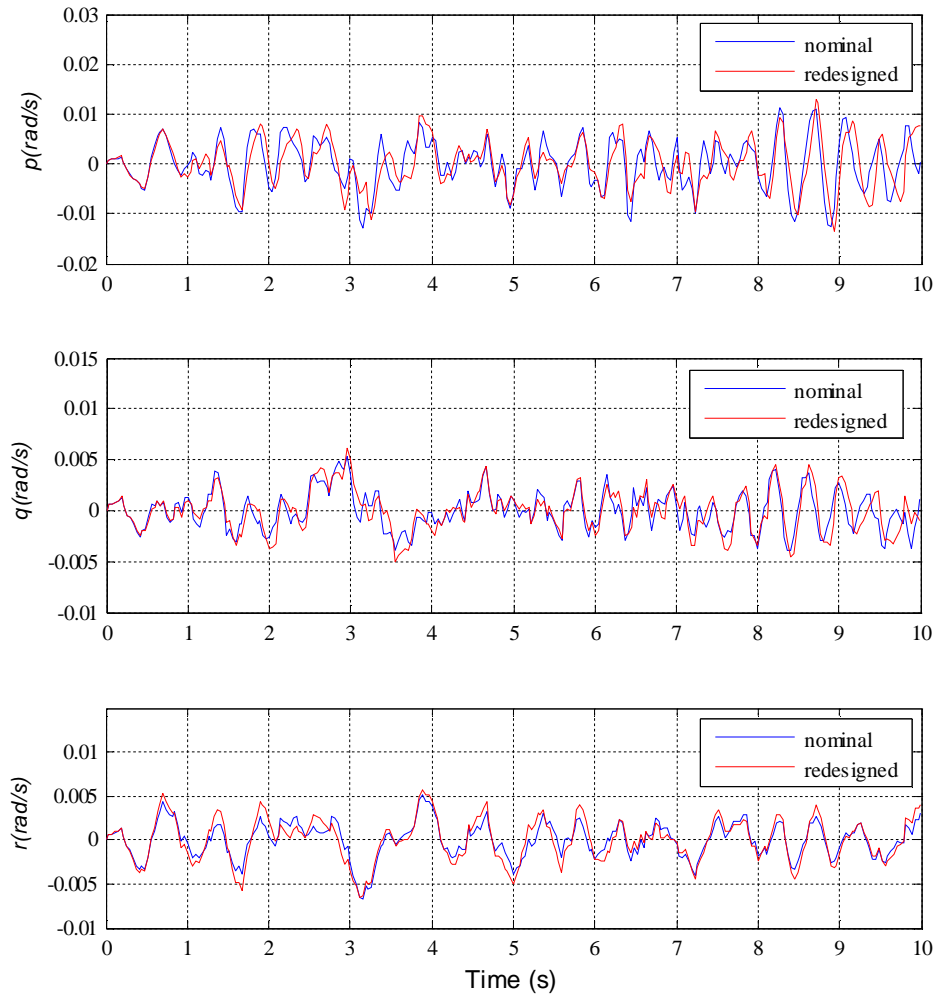 0.03
nominal
0.02
redesigned
0.01
p(rad/s)
0
-0.01
-0.02
0 1 2 3 4 5 6 7 8 9 10
0.015
nominal
0.01
redesigned
0.005
q(rad/s)
0
-0.005
-0.01
0 1 2 3 4 5 6 7 8 9 10
nominal
0.01
redesigned
0.005
r(rad/s)
0
-0.005
-0.01
0 1 2 3 4 5 6 7 8 9 10
Time (s)